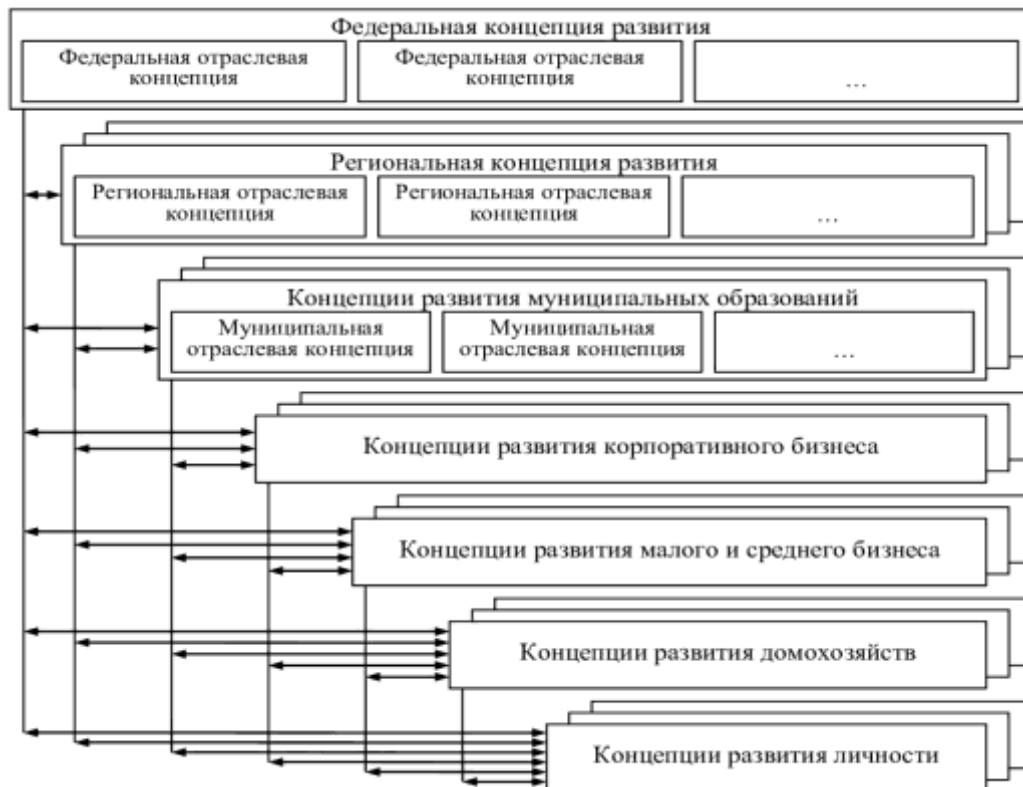 Федеральная концепция развития
Федеральная отраслевая
концепция
Федеральная отраслевая
концепция
...
Региональная концепция развития
Региональная отраслевая
концепция
Региональная отраслевая
концепция
...
Концепции развития муниципальных образований
Муниципальная
отраслевая концепция
Муниципальная
отраслевая концепция
...
Концепции развития корпоративного бизнеса
Концепции развития малого и среднего бизнеса
Концепции развития домохозяйств
Концепции развития личности